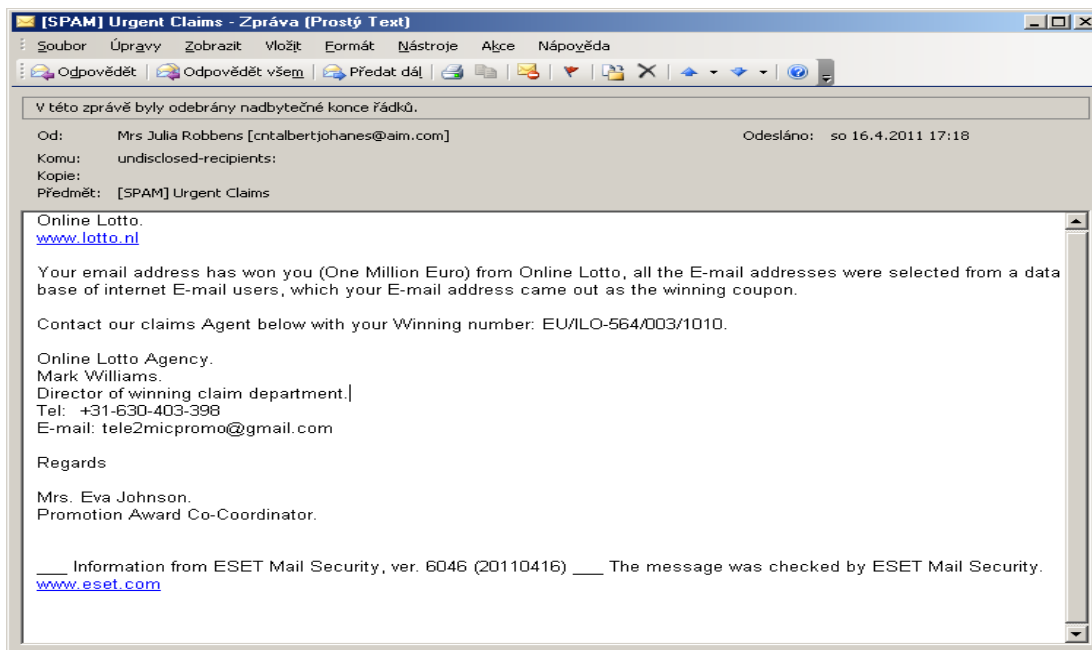 [SPAM] Urgent Claims - Zpráva (Prostý Text)
Soubor Úpravy Zobrazit Vložit Formát Nástroje Akce Nápověda
Odpovědět Odpovědět všem Předat dál
V této zprávě byly odebrány nadbytečné konce řádků.
Od: Mrs Julia Robbens [cntalbertjohanes@aim.com] Odesláno: so 16.4.2011 17:18
Komu: undisclosed-recipients:
Kopie:
Předmět: [SPAM] Urgent Claims
Online Lotto.
www.lotto.nl
Your email address has won you (One Million Euro) from Online Lotto, all the E-mail addresses were selected from a data
base of internet E-mail users, which your E-mail address came out as the winning coupon.
Contact our claims Agent below with your Winning number: EU/ILO-564/003/1010.
Online Lotto Agency.
Mark Williams.
Director of winning claim department.
Tel: +31-630-403-398
E-mail: tele2micpromo@gmail.com
Regards
Mrs. Eva Johnson.
Promotion Award Co-Coordinator.
___ Information from ESET Mail Security, ver. 6046 (20110416) ___ The message was checked by ESET Mail Security.
www.eset.com